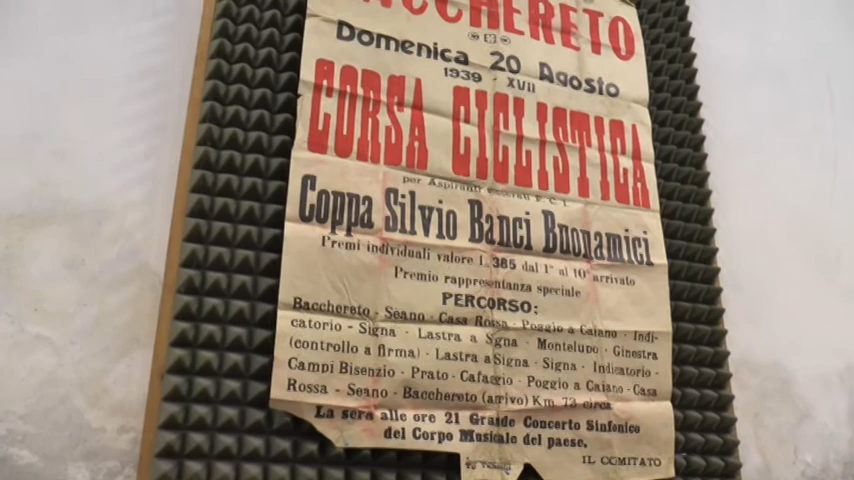 BACCHERETO
Domenica 20 Agosto
1939 - XVII
CORSA CICLISTICA
per Aspiranti F. C. I.
Coppa Silvio Banci Buonamici
Premi individuali valore L. 385 dal 1° al 10° arrivato
Premio rappresentanza speciale
PERCORSO:
Bacchereto - Seano - Casa Rossa - Poggio a Caiano - Indi-
catorio - Signa - Lastra a Signa - Montelupo - Ginestra
(controllo a firma) - Lastra a Signa - Signa - Indicatorio -
Campi Bisenzio - Prato - Cafaggio - Poggio a Caiano - Casa
Rossa - Seano - Bacchereto (arrivo) Km. 73 circa
La sera alle ore 21 Grande Concerto Sinfonico
del Corpo Musicale del paese.
IL COMITATO